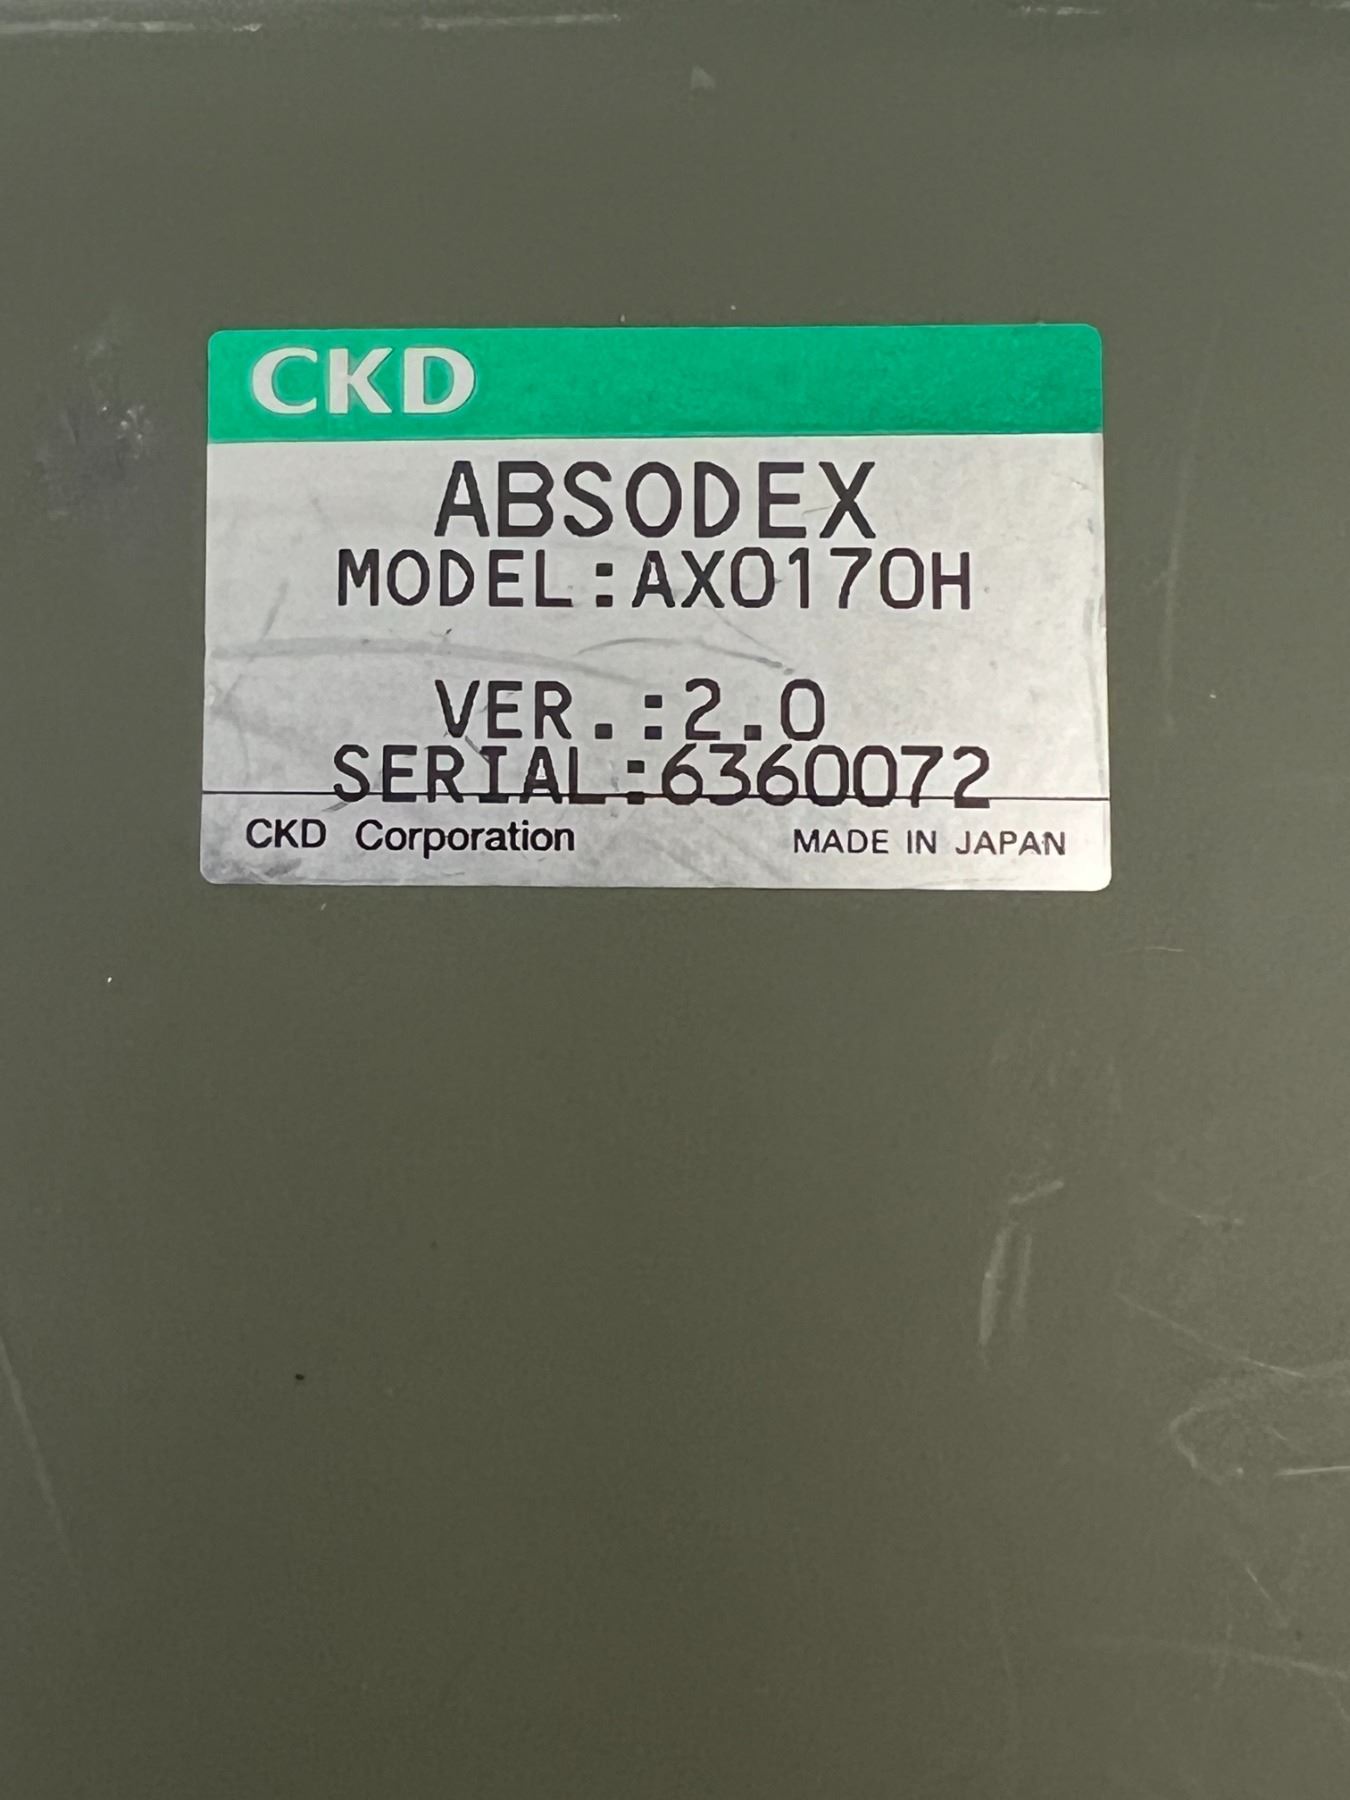 CKD
ABSODEX
MODEL:AX0170H
VER.:2.0
SERIAL:6360072
CKD Corporation MADE IN JAPAN